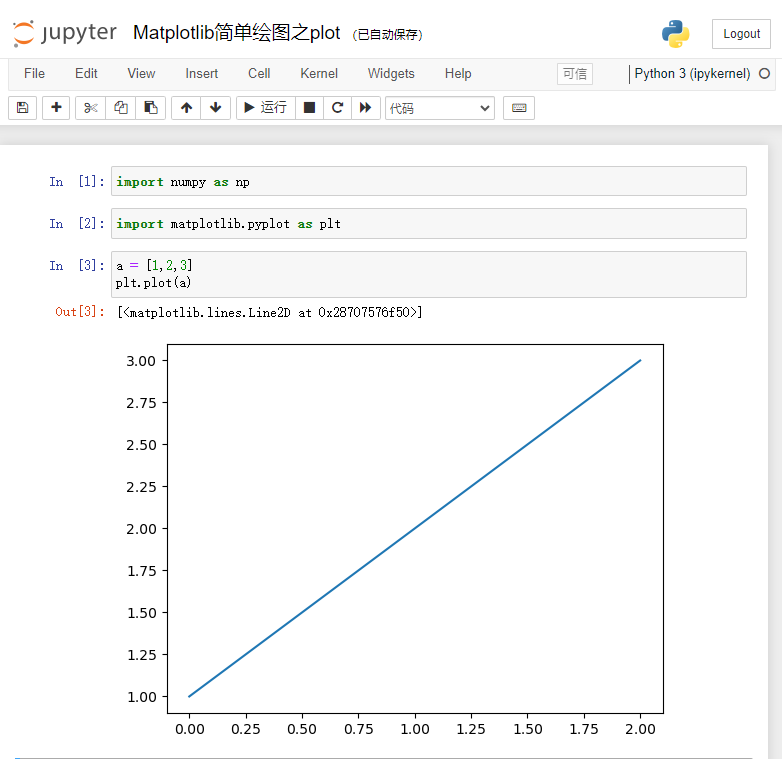 jupyter Matplotlib简单绘图之plot (已自动保存) Logout
File Edit View Insert Cell Kernel Widgets Help 可信 Python 3 (ipykernel)
运行 代码
In [1]: import numpy as np
In [2]: import matplotlib.pyplot as plt
In [3]: a = [1,2,3]
plt.plot(a)
Out[3]: [<matplotlib.lines.Line2D at 0x28707576f50>]
3.00
2.75
2.50
2.25
2.00
1.75
1.50
1.25
1.00
0.00 0.25 0.50 0.75 1.00 1.25 1.50 1.75 2.00